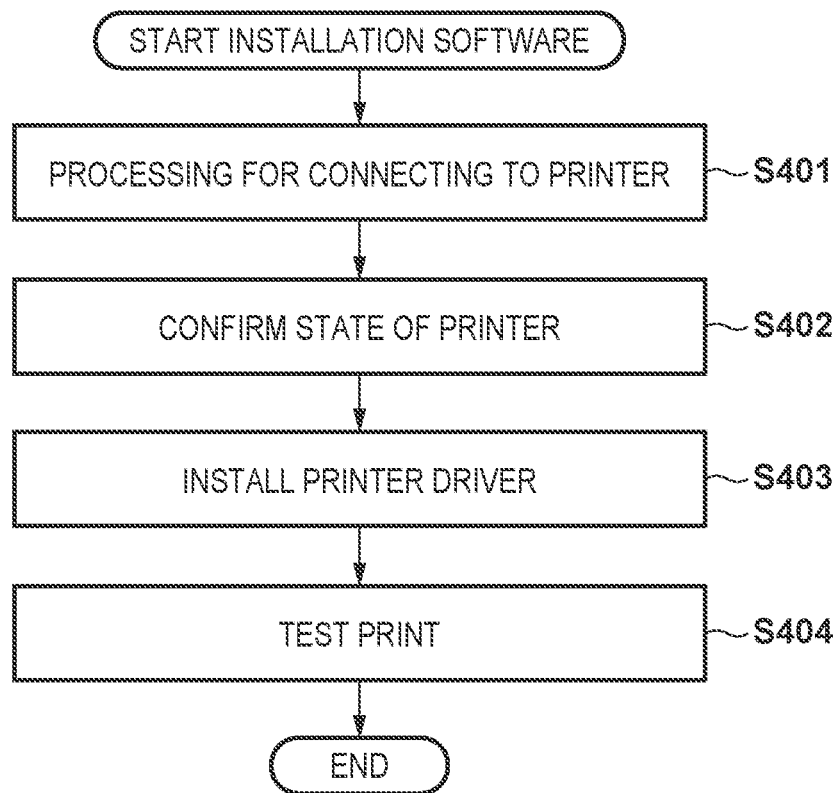 START INSTALLATION SOFTWARE
PROCESSING FOR CONNECTING TO PRINTER
S401
CONFIRM STATE OF PRINTER
S402
INSTALL PRINTER DRIVER
S403
TEST PRINT
S404
END